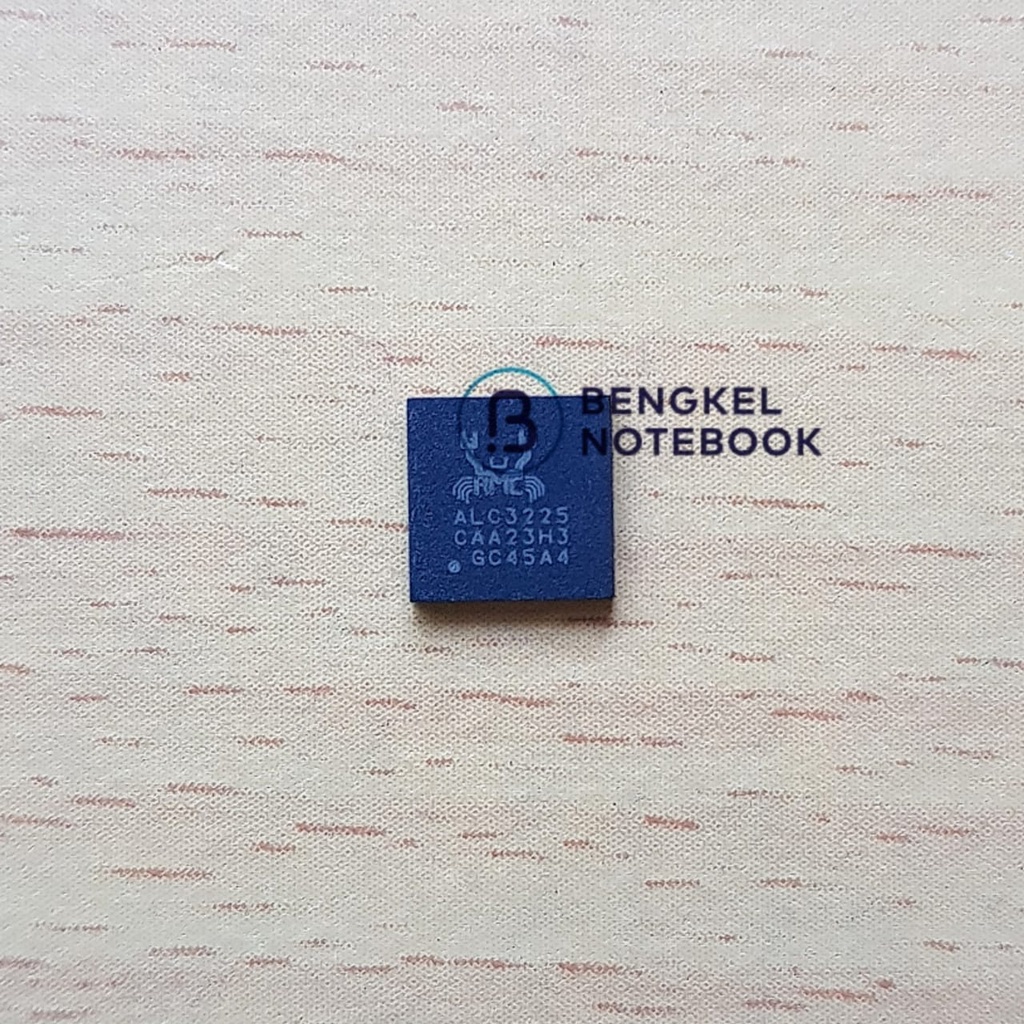 BENGKEL
NOTEBOOK
ALC3225
CAA23H3
GC45A4